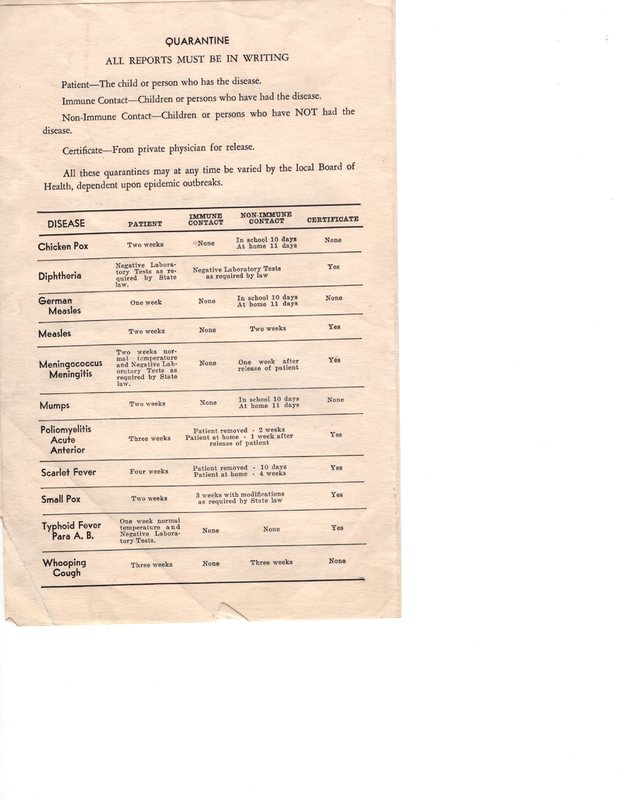 QUARANTINE
ALL REPORTS MUST BE IN WRITING
Patient—The child or person who has the disease.
Immune Contact—Children or persons who have had the disease.
Non-Immune Contact—Children or persons who have NOT had the
disease.
Certificate—From private physician for release.
All these quarantines may at any time be varied by the local Board of
Health, dependent upon epidemic outbreaks.
DISEASE PATIENT IMMUNE CONTACT NON-IMMUNE CONTACT CERTIFICATE
Chicken Pox Two weeks None In school 10 days At home 11 days None
Diphtheria Negative Labora-
tory Tests as re-
quired by State
law. Negative Laboratory Tests
as required by law Yes
German
Measles One week None In school 10 days
At home 11 days None
Measles Two weeks None Two weeks Yes
Meningococcus
Meningitis Two weeks nor-
mal temperature
and Negative Lab-
oratory Tests as
required by State
law. None One week after
release of patient Yes
Mumps Two weeks None In school 10 days
At home 11 days None
Poliomyelitis
Acute
Anterior Three weeks Patient removed - 2 weeks
Patient at home - 1 week after
release of patient Yes
Scarlet Fever Four weeks Patient removed - 10 days
Patient at home - 4 weeks Yes
Small Pox Two weeks 3 weeks with modifications
as required by State law Yes
Typhoid Fever
Para A. B. One week normal
temperature and
Negative Labora-
tory Tests. None None Yes
Whooping
Cough Three weeks None Three weeks None